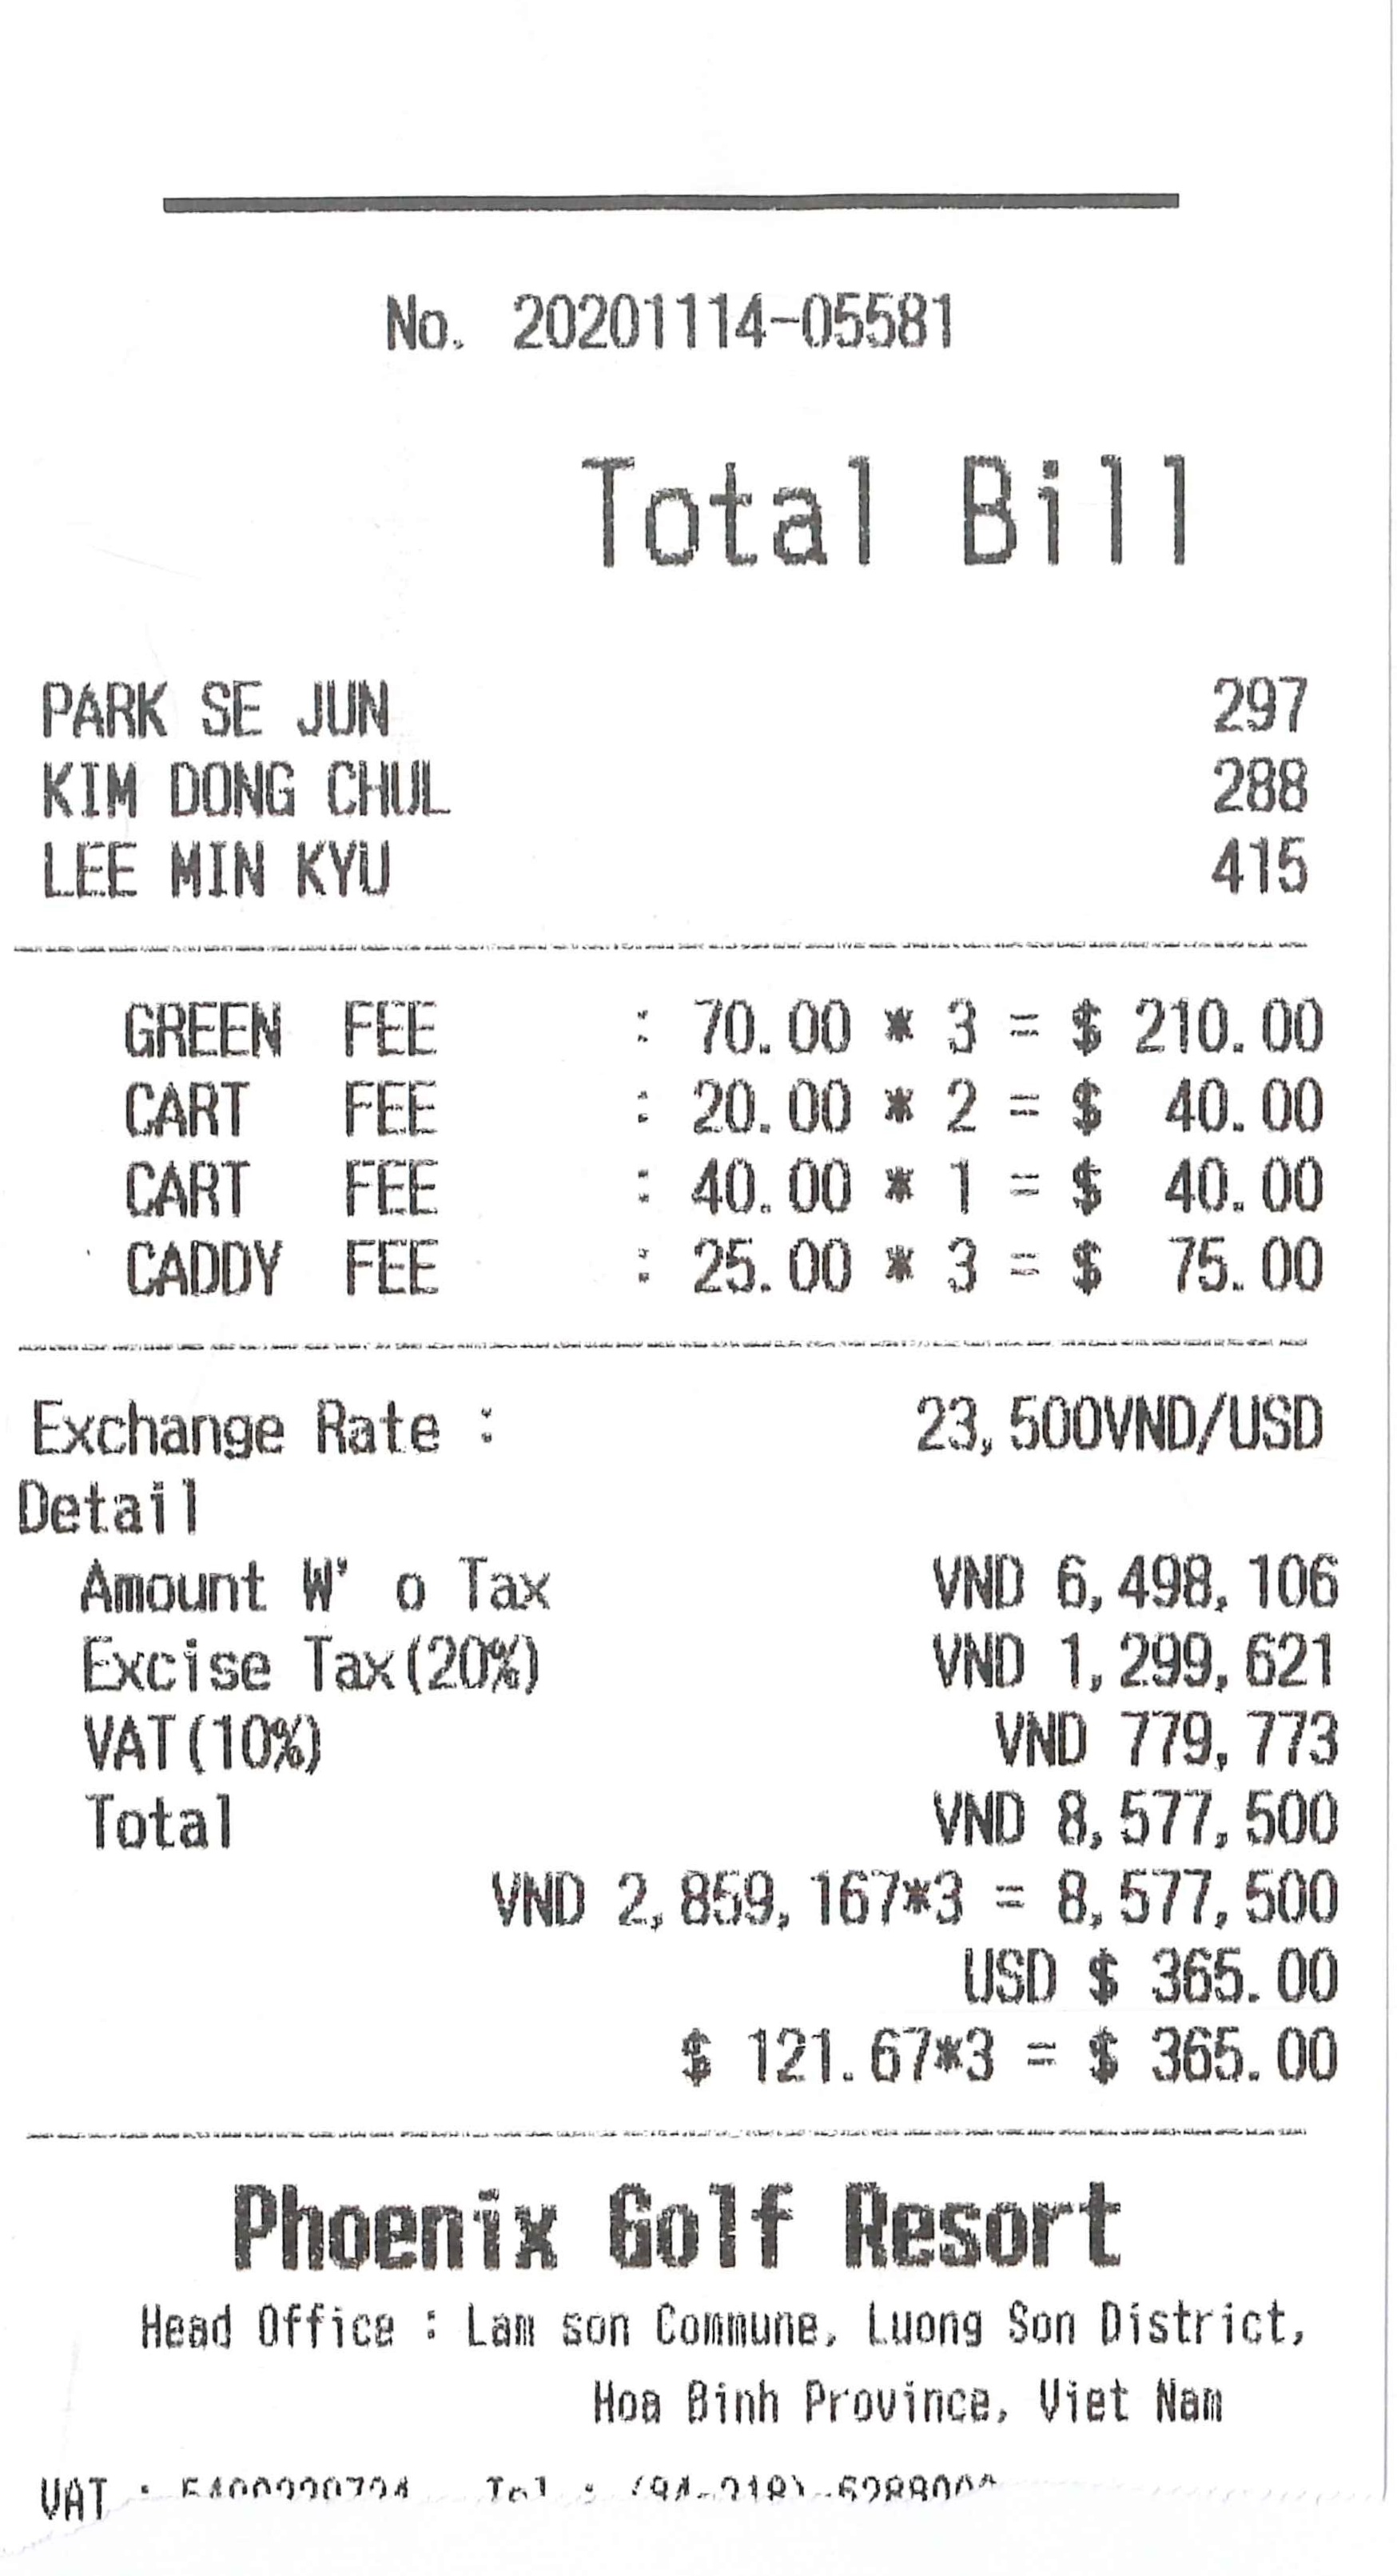 No. 20201114-05581
Total Bill
PARK SE JUN 297
KIM DONG CHUL 288
LEE MIN KYU 415
GREEN FEE : 70.00 * 3 = $ 210.00
CART FEE : 20.00 * 2 = $ 40.00
CART FEE : 40.00 * 1 = $ 40.00
CADDY FEE : 25.00 * 3 = $ 75.00
Exchange Rate : 23,500VND/USD
Detail
Amount W' o Tax VND 6,498,106
Excise Tax(20%) VND 1,299,621
VAT(10%) VND 779,773
Total VND 8,577,500
VND 2,859,167*3 = 8,577,500
USD $ 365.00
$ 121.67*3 = $ 365.00
Phoenix Golf Resort
Head Office : Lam son Commune, Luong Son District,
Hoa Binh Province, Viet Nam
VAT : Tel :